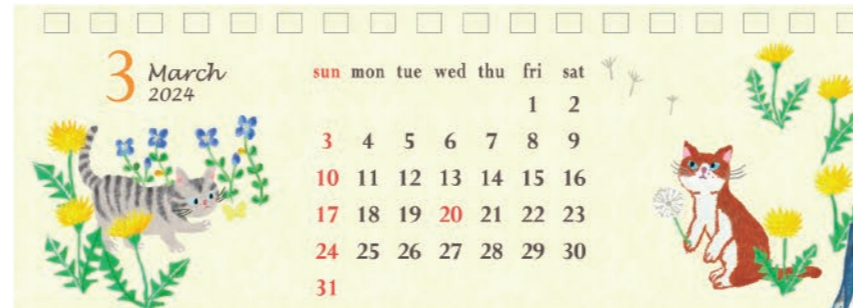 3 March
2024
sun mon tue wed thu fri sat
1 2
3 4 5 6 7 8 9
10 11 12 13 14 15 16
17 18 19 20 21 22 23
24 25 26 27 28 29 30
31